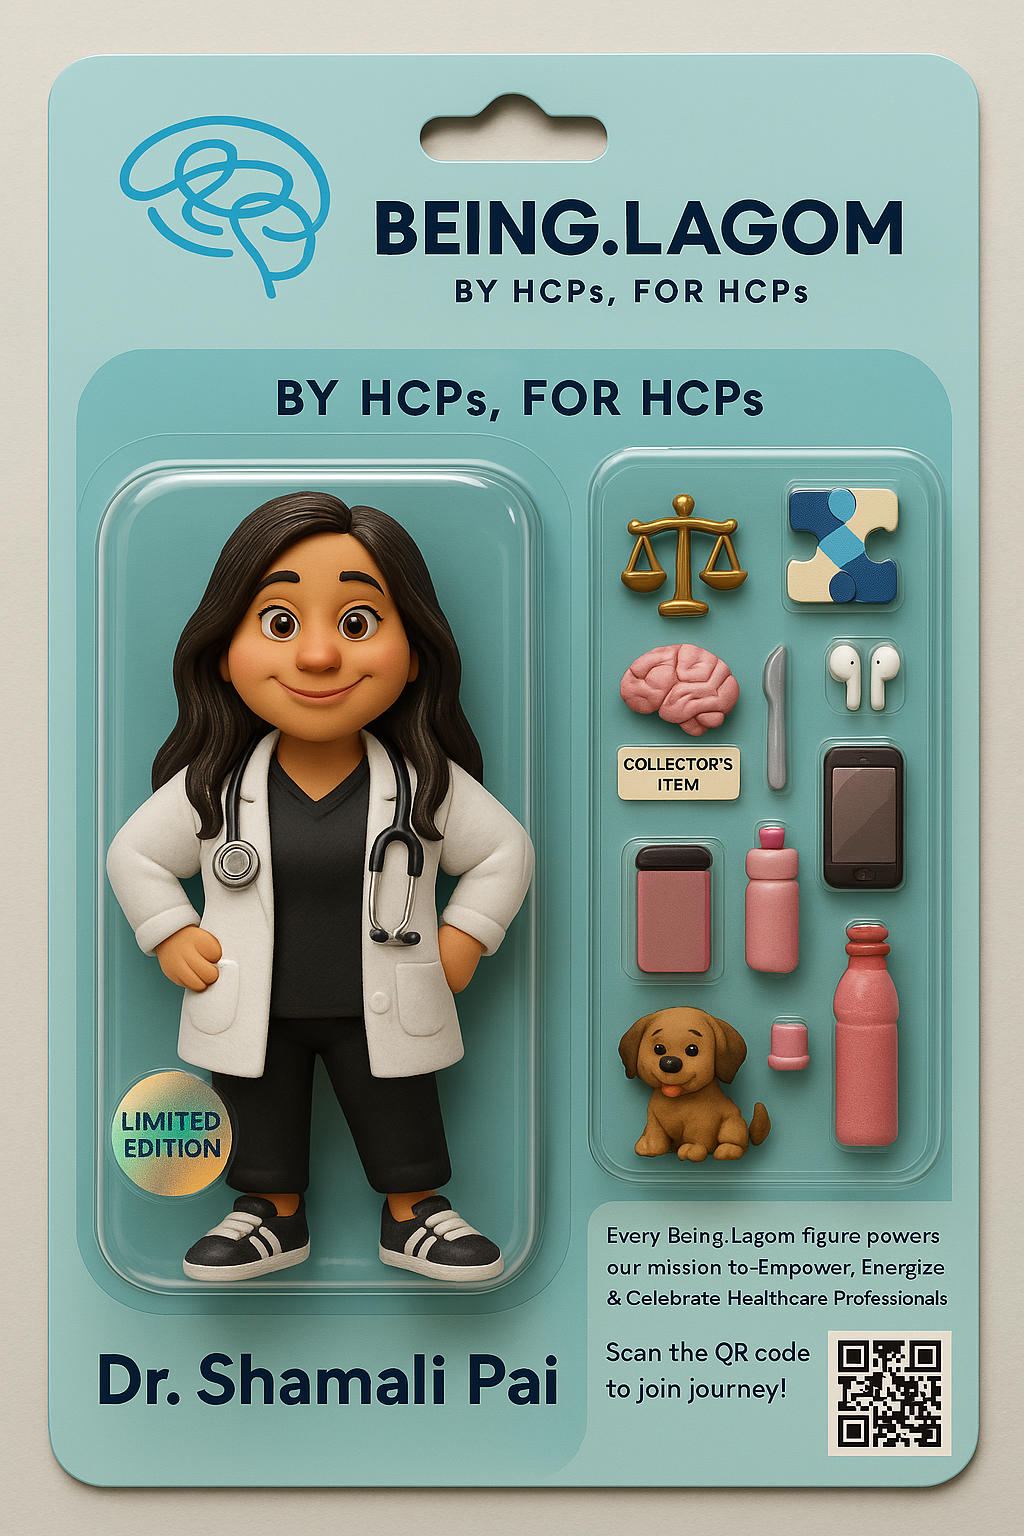 BEING.LAGOM
BY HCPs, FOR HCPs
BY HCPs, FOR HCPs
COLLECTOR'S
ITEM
LIMITED
EDITION
Every Being.Lagom figure powers
our mission to-Empower, Energize
& Celebrate Healthcare Professionals
Scan the QR code
to join journey!
Dr. Shamali Pai